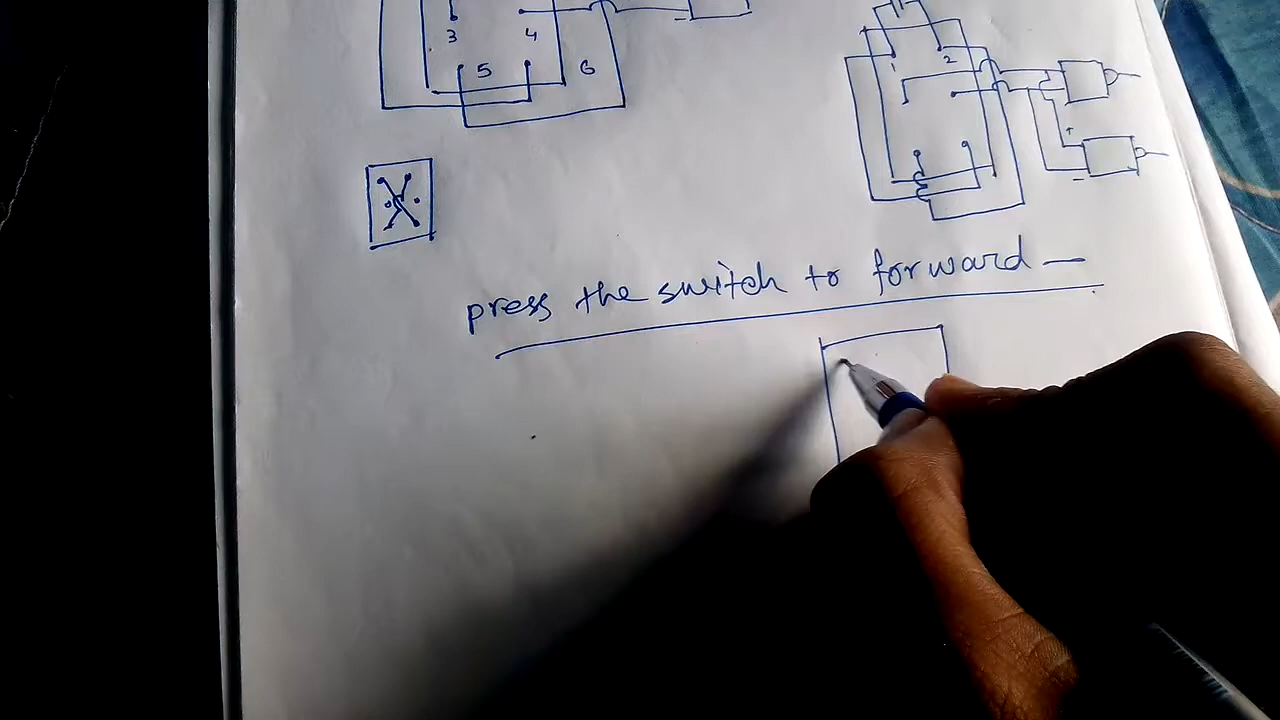 3 4
5 6
1 2
press the switch to forward —